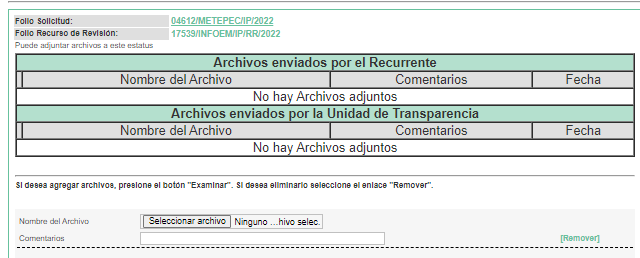 Folio Solicitud: 04612/METEPEC/IP/2022
Folio Recurso de Revisión: 17539/INFOEM/IP/RR/2022
Puede adjuntar archivos a este estatus
Archivos enviados por el Recurrente
Nombre del Archivo Comentarios Fecha
No hay Archivos adjuntos
Archivos enviados por la Unidad de Transparencia
Nombre del Archivo Comentarios Fecha
No hay Archivos adjuntos
Si desea agregar archivos, presione el botón "Examinar". Si desea eliminarlo seleccione el enlace "Remover".
Nombre del Archivo Seleccionar archivo Ninguno ...hivo selec.
Comentarios [Remover]